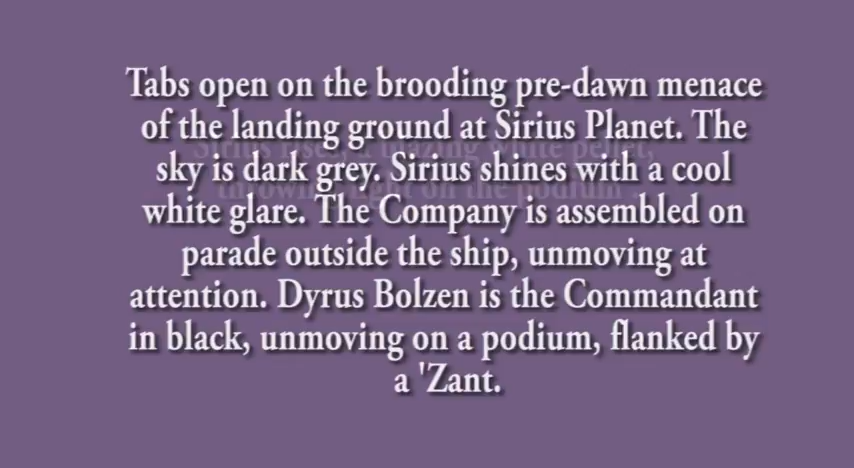 Tabs open on the brooding pre-dawn menace
of the landing ground at Sirius Planet. The
sky is dark grey. Sirius shines with a cool
white glare. The Company is assembled on
parade outside the ship, unmoving at
attention. Dyrus Bolzen is the Commandant
in black, unmoving on a podium, flanked by
a 'Zant.